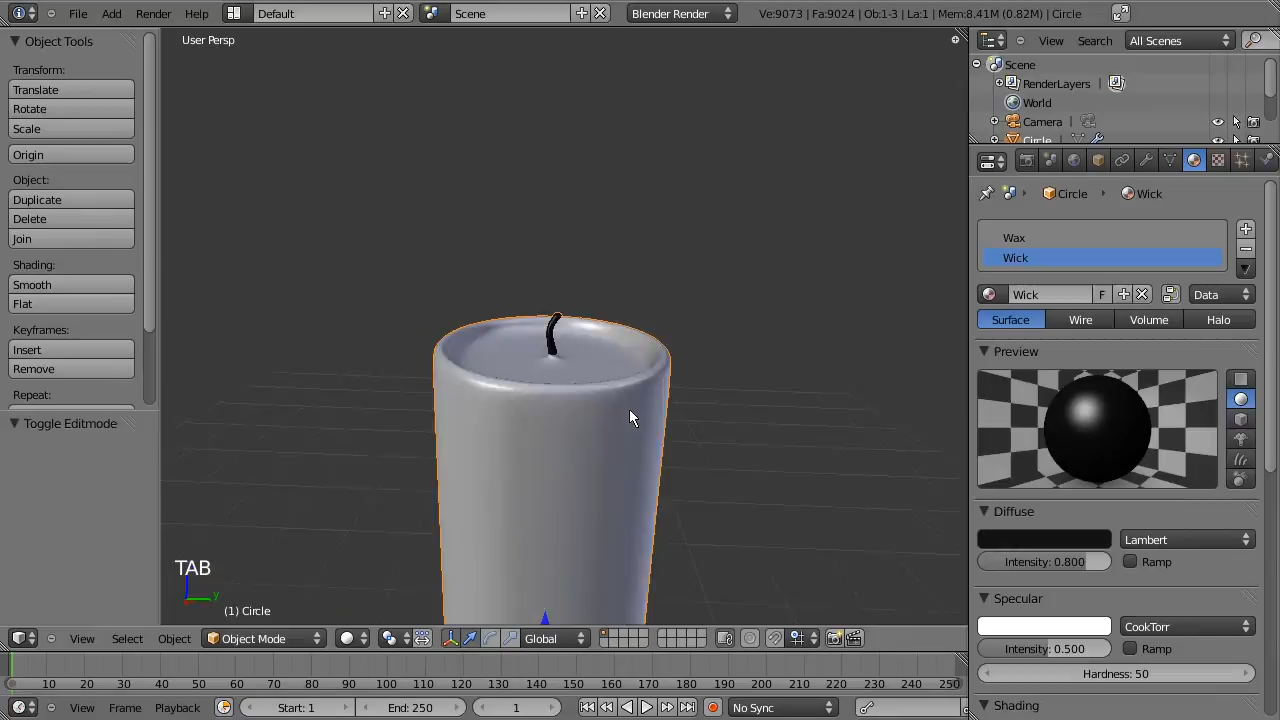 File Add Render Help Default Scene Blender Render Ve:9073 | Fa:9024 | Ob:1-3 | La:1 | Mem:8.41M (0.82M) | Circle
Object Tools
Transform:
Translate
Rotate
Scale
Origin
Object:
Duplicate
Delete
Join
Shading:
Smooth
Flat
Keyframes:
Insert
Remove
Repeat:
Toggle Editmode
User Persp
TAB
y
(1) Circle
View Select Object Object Mode Global
10 20 30 40 50 60 70 80 90 100 110 120 130 140 150 160 170 180 190 200 210 220 230 240 250
View Frame Playback Start: 1 End: 250 1 No Sync
View Search All Scenes
Scene
RenderLayers |
World
Camera |
Circle |
Circle Wick
Wax
Wick
Wick F Data
Surface Wire Volume Halo
Preview
Diffuse
Lambert
Intensity: 0.800 Ramp
Specular
CookTorr
Intensity: 0.500 Ramp
Hardness: 50
Shading